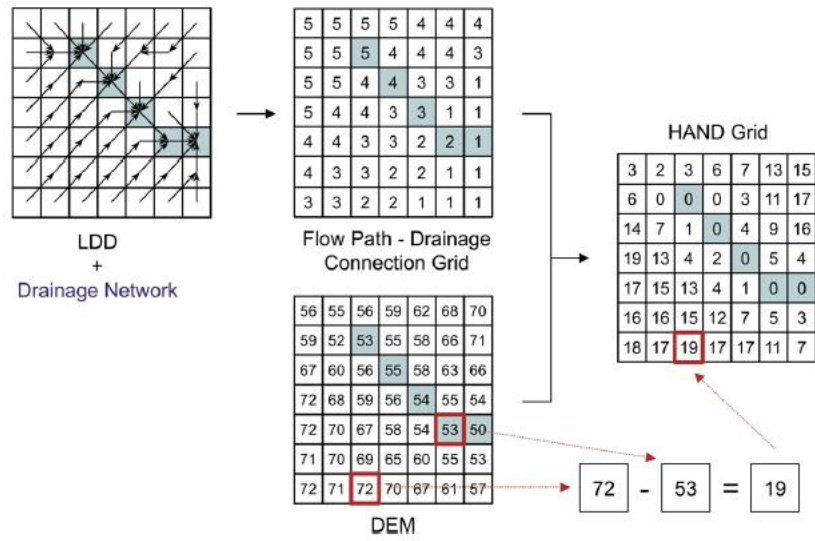 5 5 5 5 5 4 4
5 5 5 4 4 4 3
5 5 4 4 3 3 1
5 4 4 3 3 1 1
4 4 3 3 2 2 1
4 3 3 3 2 1 1
3 3 2 2 1 1 1
LDD
+
Drainage Network
Flow Path - Drainage
Connection Grid
56 55 56 59 62 68 70
59 52 53 55 58 66 71
67 60 56 55 58 63 66
72 68 59 56 54 55 54
72 70 67 58 54 53 50
71 70 69 65 60 55 53
72 71 72 70 67 61 57
DEM
HAND Grid
3 2 3 6 7 13 15
6 0 0 0 3 11 17
14 7 1 0 4 9 16
19 13 4 2 0 5 4
17 15 13 4 1 0 0
16 16 15 12 7 5 3
18 17 19 17 17 11 7
72 - 53 = 19